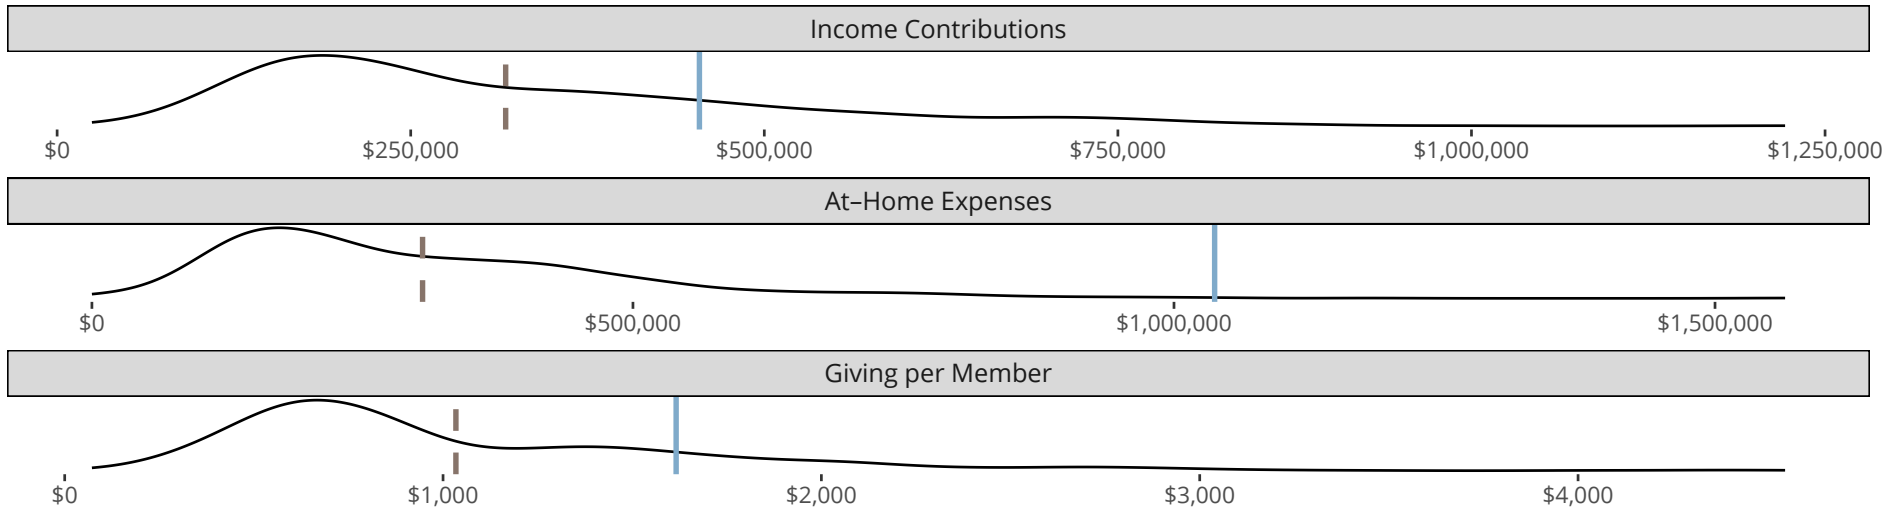 Income Contributions
$0 $250,000 $500,000 $750,000 $1,000,000 $1,250,000
At–Home Expenses
$0 $500,000 $1,000,000 $1,500,000
Giving per Member
$0 $1,000 $2,000 $3,000 $4,000